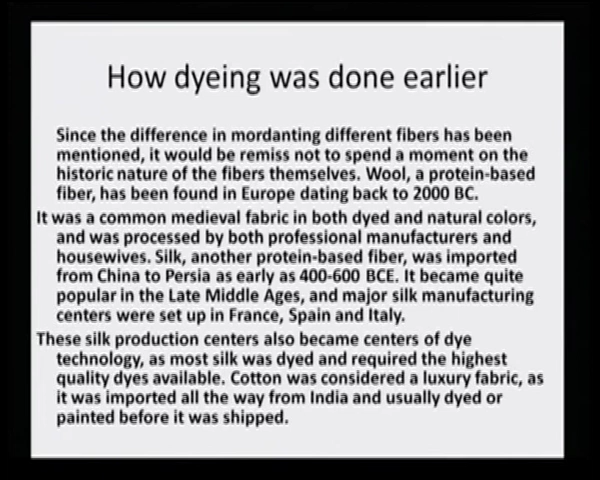 How dyeing was done earlier
Since the difference in mordanting different fibers has been
mentioned, it would be remiss not to spend a moment on the
historic nature of the fibers themselves. Wool, a protein-based
fiber, has been found in Europe dating back to 2000 BC.
It was a common medieval fabric in both dyed and natural colors,
and was processed by both professional manufacturers and
housewives. Silk, another protein-based fiber, was imported
from China to Persia as early as 400-600 BCE. It became quite
popular in the Late Middle Ages, and major silk manufacturing
centers were set up in France, Spain and Italy.
These silk production centers also became centers of dye
technology, as most silk was dyed and required the highest
quality dyes available. Cotton was considered a luxury fabric, as
it was imported all the way from India and usually dyed or
painted before it was shipped.